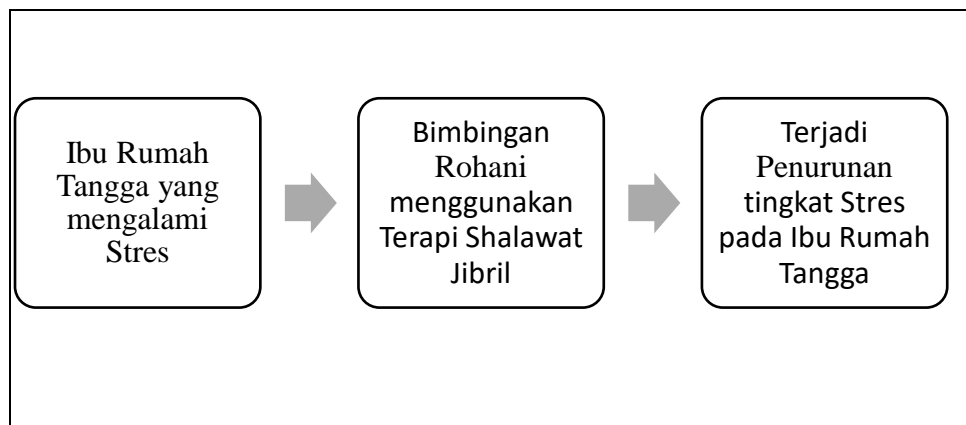 Ibu Rumah
Tangga yang
mengalami
Stres
Bimbingan
Rohani
menggunakan
Terapi Shalawat
Jibril
Terjadi
Penurunan
tingkat Stres
pada Ibu Rumah
Tangga